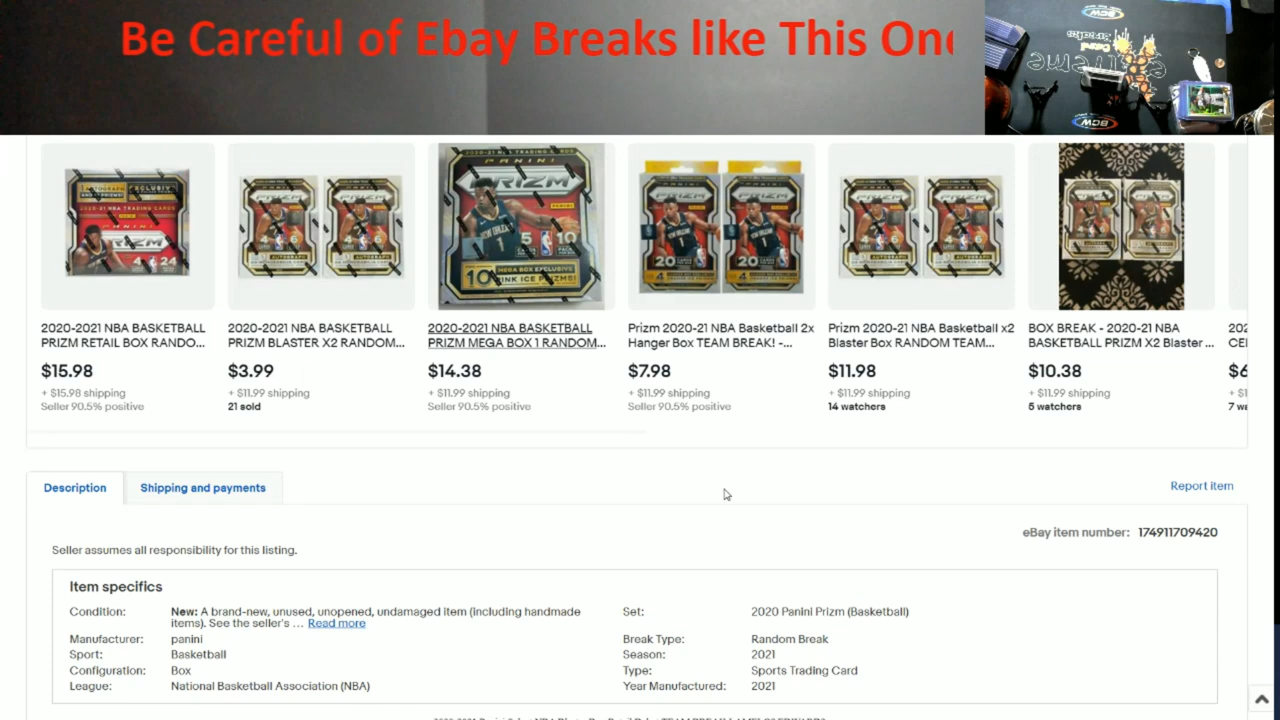 Be Careful of Ebay Breaks like This One
2020-2021 NBA BASKETBALL
PRIZM RETAIL BOX RANDO...
$15.98
+ $15.98 shipping
Seller 90.5% positive
2020-2021 NBA BASKETBALL
PRIZM BLASTER X2 RANDOM...
$3.99
+ $11.99 shipping
21 sold
2020-2021 NBA BASKETBALL
PRIZM MEGA BOX 1 RANDOM...
$14.38
+ $11.99 shipping
Seller 90.5% positive
Prizm 2020-21 NBA Basketball 2x
Hanger Box TEAM BREAK! -...
$7.98
+ $11.99 shipping
Seller 90.5% positive
Prizm 2020-21 NBA Basketball x2
Blaster Box RANDOM TEAM...
$11.98
+ $11.99 shipping
14 watchers
BOX BREAK - 2020-21 NBA
BASKETBALL PRIZM X2 Blaster ...
$10.38
+ $11.99 shipping
5 watchers
Description
Shipping and payments
Report item
eBay item number: 174911709420
Seller assumes all responsibility for this listing.
Item specifics
Condition: New: A brand-new, unused, unopened, undamaged item (including handmade
items). See the seller's ... Read more
Manufacturer: panini
Sport: Basketball
Configuration: Box
League: National Basketball Association (NBA)
Set: 2020 Panini Prizm (Basketball)
Break Type: Random Break
Season: 2021
Type: Sports Trading Card
Year Manufactured: 2021